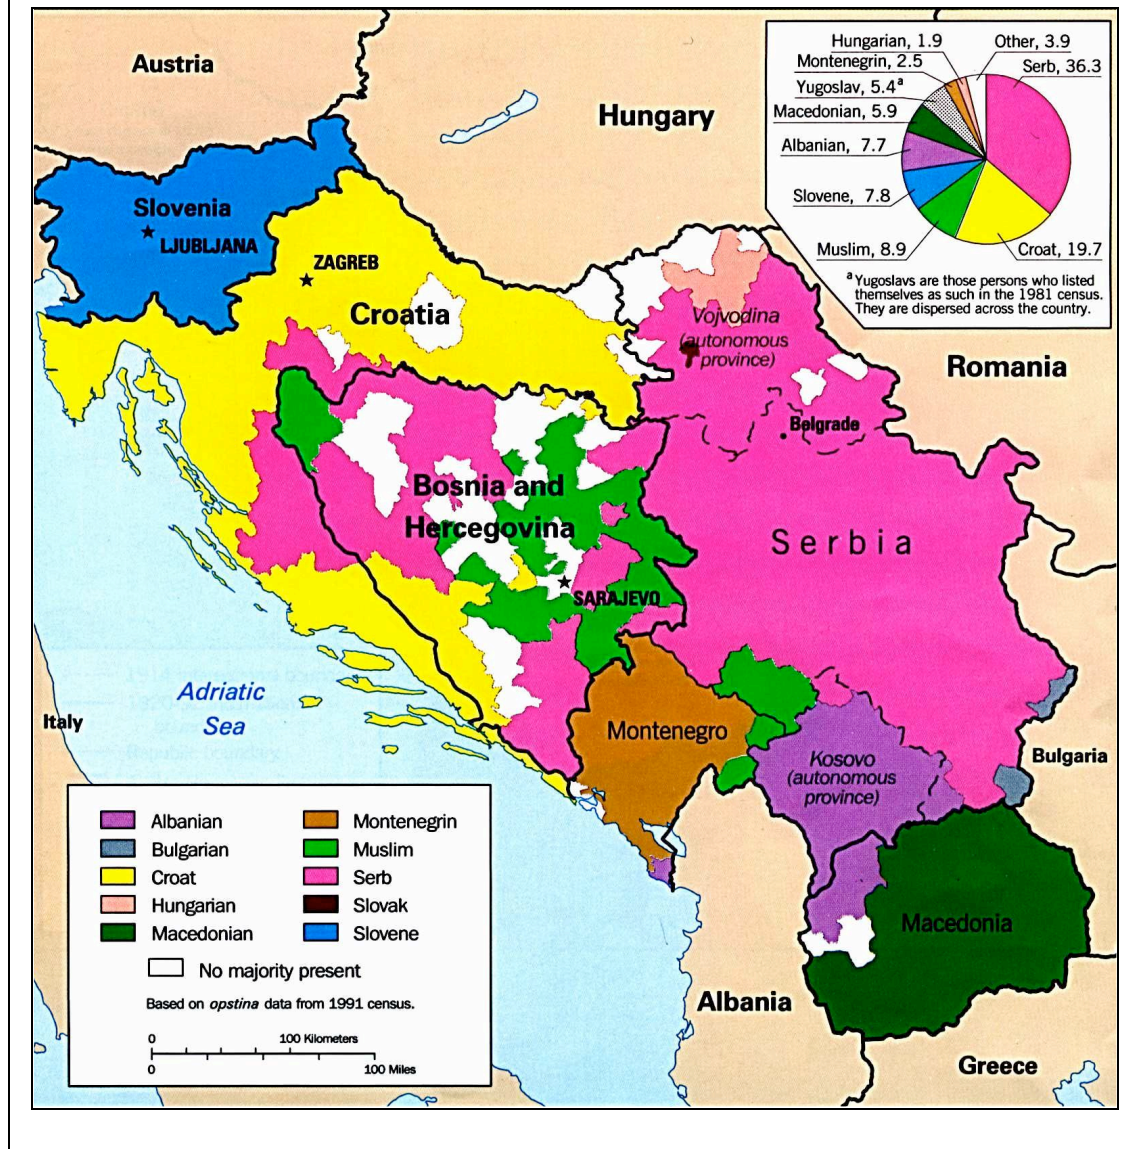 Austria
Hungary
Hungarian, 1.9
Other, 3.9
Montenegrin, 2.5
Serb, 36.3
Yugoslav, 5.4a
Macedonian, 5.9
Albanian, 7.7
Slovene, 7.8
Muslim, 8.9
Croat, 19.7
a Yugoslavs are those persons who listed
themselves as such in the 1981 census.
They are dispersed across the country.
Slovenia
LJUBLJANA
ZAGREB
Croatia
Vojvodina
(autonomous
province)
Romania
Belgrade
Bosnia and
Hercegovina
Serbia
SARAJEVO
Adriatic
Sea
Italy
Montenegro
Kosovo
(autonomous
province)
Bulgaria
Macedonia
Albania
Greece
Albanian
Bulgarian
Croat
Hungarian
Macedonian
Montenegrin
Muslim
Serb
Slovak
Slovene
No majority present
Based on opstina data from 1991 census.
0 100 Kilometers
0 100 Miles